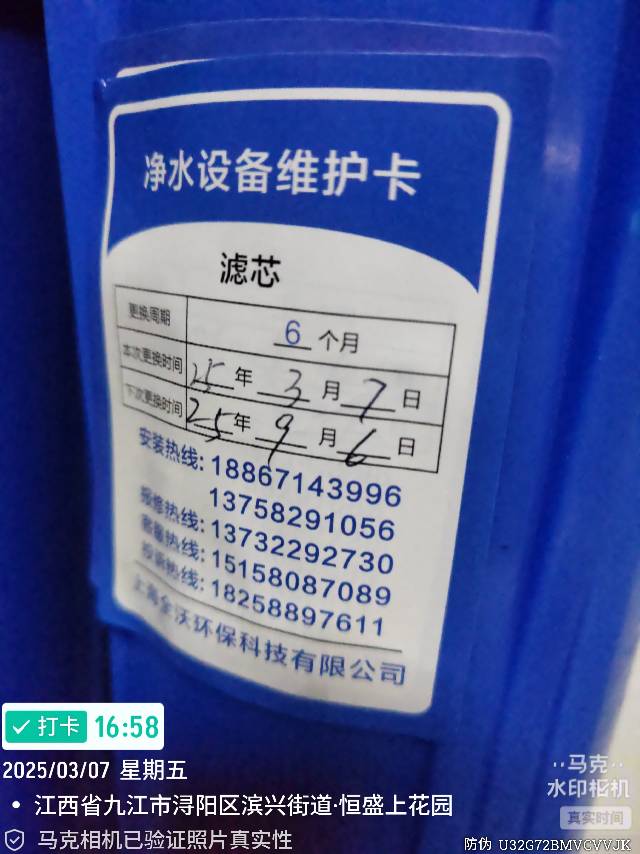 净水设备维护卡
滤芯
更换周期 6 个月
本次更换时间 25 年 3 月 7 日
下次更换时间 25 年 9 月 6 日
安装热线: 18867143996
13758291056
报修热线: 13732292730
热线: 15158087089
投诉热线: 18258897611
上海金沃环保科技有限公司
打卡 16:58
2025/03/07 星期五
江西省九江市浔阳区滨兴街道·恒盛上花园
马克相机已验证照片真实性
马克
水印相机
真实时间
防伪 U32G72BMVCVVJK